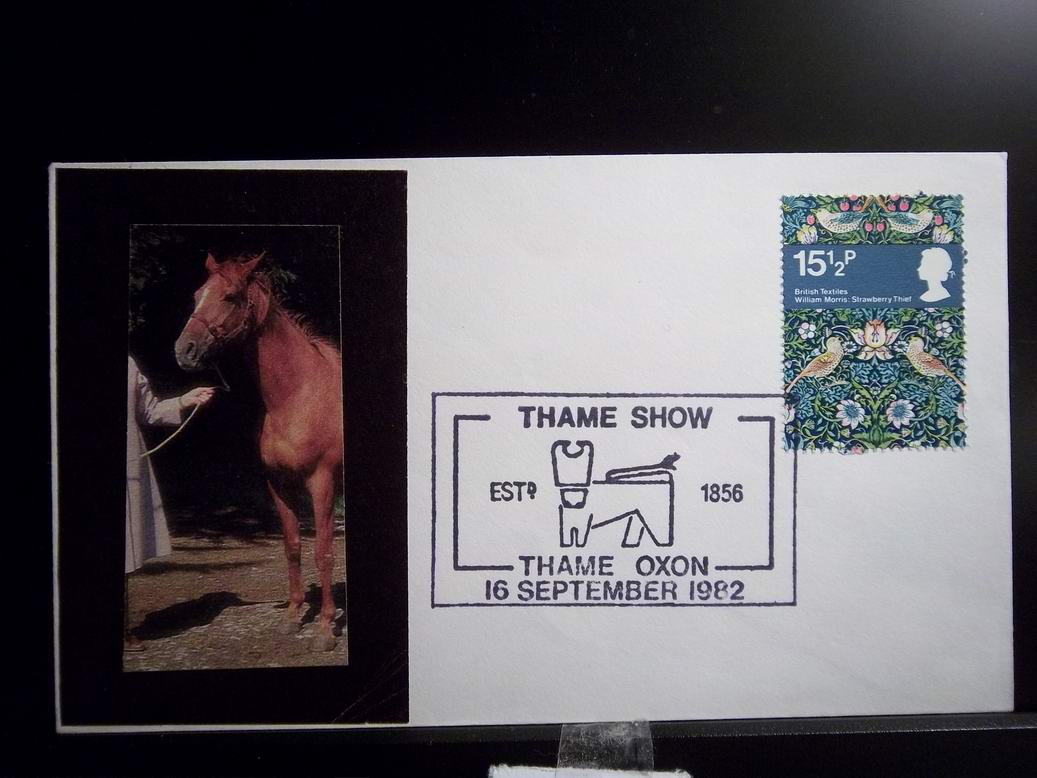 15½P
British Textiles
William Morris: Strawberry Thief
THAME SHOW
ESTD 1856
THAME OXON
16 SEPTEMBER 1982